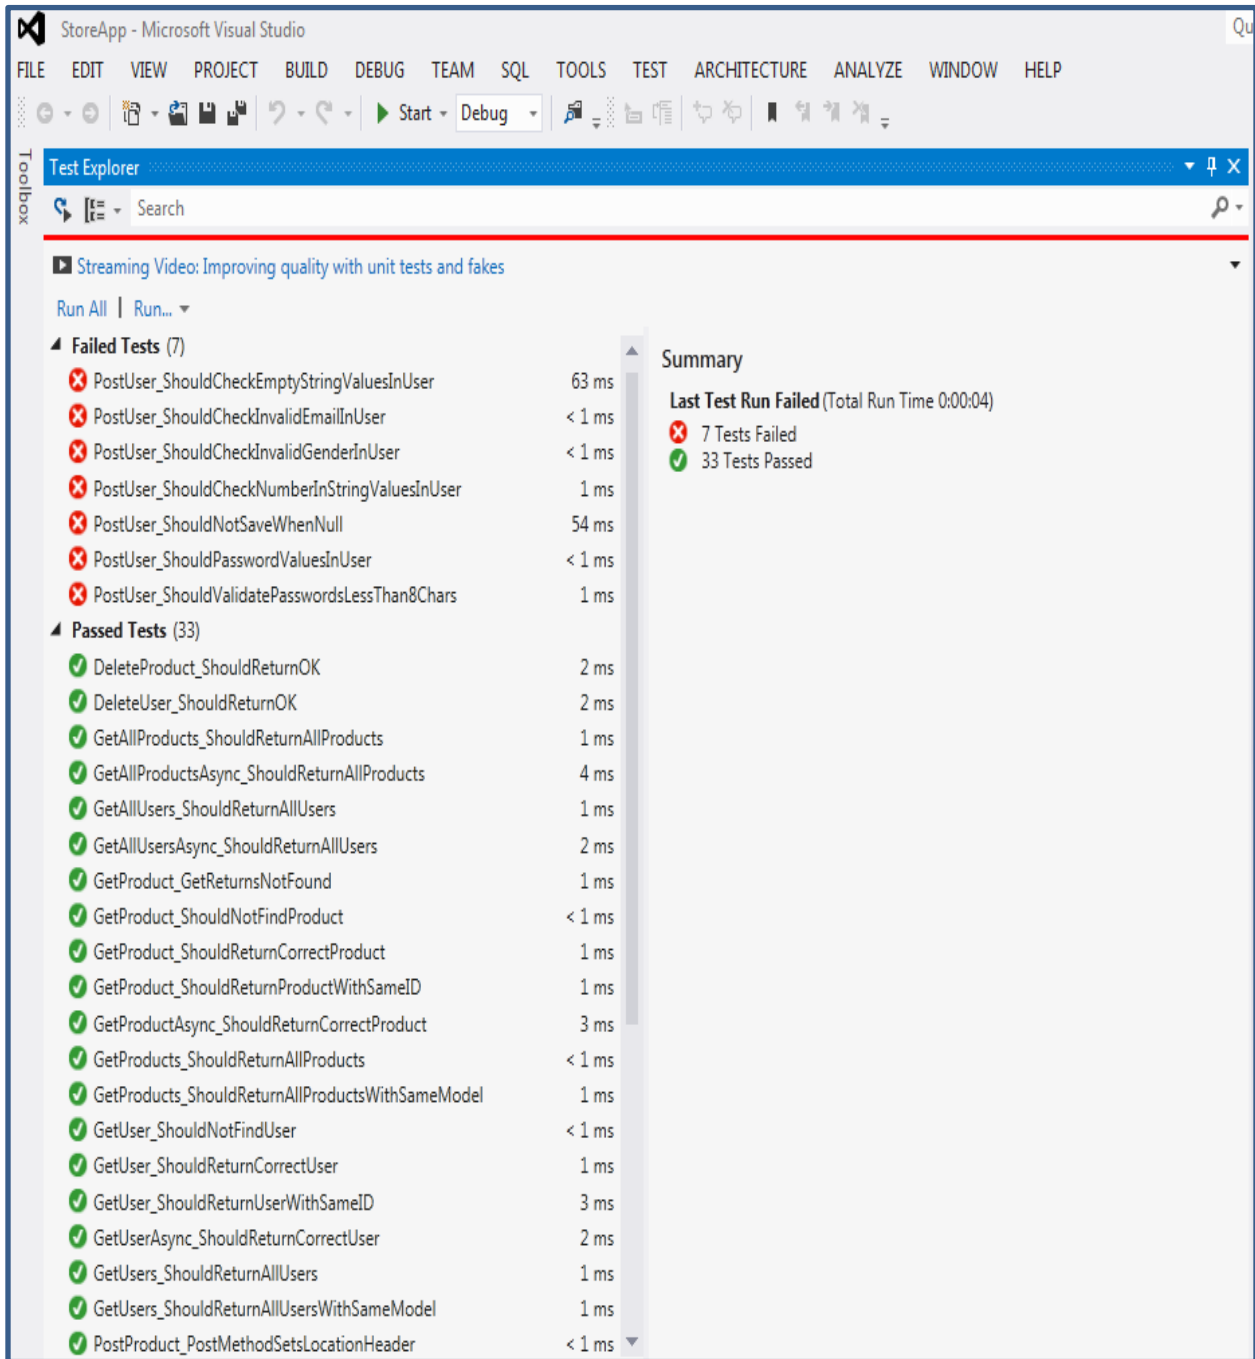 StoreApp - Microsoft Visual Studio
Qu
FILE EDIT VIEW PROJECT BUILD DEBUG TEAM SQL TOOLS TEST ARCHITECTURE ANALYZE WINDOW HELP
Start Debug
Toolbox
Test Explorer
Search
Streaming Video: Improving quality with unit tests and fakes
Run All | Run...
Failed Tests (7)
PostUser_ShouldCheckEmptyStringValuesInUser 63 ms
PostUser_ShouldCheckInvalidEmailInUser < 1 ms
PostUser_ShouldCheckInvalidGenderInUser < 1 ms
PostUser_ShouldCheckNumberInStringValuesInUser 1 ms
PostUser_ShouldNotSaveWhenNull 54 ms
PostUser_ShouldPasswordValuesInUser < 1 ms
PostUser_ShouldValidatePasswordsLessThan8Chars 1 ms
Passed Tests (33)
DeleteProduct_ShouldReturnOK 2 ms
DeleteUser_ShouldReturnOK 2 ms
GetAllProducts_ShouldReturnAllProducts 1 ms
GetAllProductsAsync_ShouldReturnAllProducts 4 ms
GetAllUsers_ShouldReturnAllUsers 1 ms
GetAllUsersAsync_ShouldReturnAllUsers 2 ms
GetProduct_GetReturnsNotFound 1 ms
GetProduct_ShouldNotFindProduct < 1 ms
GetProduct_ShouldReturnCorrectProduct 1 ms
GetProduct_ShouldReturnProductWithSameID 1 ms
GetProductAsync_ShouldReturnCorrectProduct 3 ms
GetProducts_ShouldReturnAllProducts < 1 ms
GetProducts_ShouldReturnAllProductsWithSameModel 1 ms
GetUser_ShouldNotFindUser < 1 ms
GetUser_ShouldReturnCorrectUser 1 ms
GetUser_ShouldReturnUserWithSameID 3 ms
GetUserAsync_ShouldReturnCorrectUser 2 ms
GetUsers_ShouldReturnAllUsers 1 ms
GetUsers_ShouldReturnAllUsersWithSameModel 1 ms
PostProduct_PostMethodSetsLocationHeader < 1 ms
Summary
Last Test Run Failed (Total Run Time 0:00:04)
7 Tests Failed
33 Tests Passed